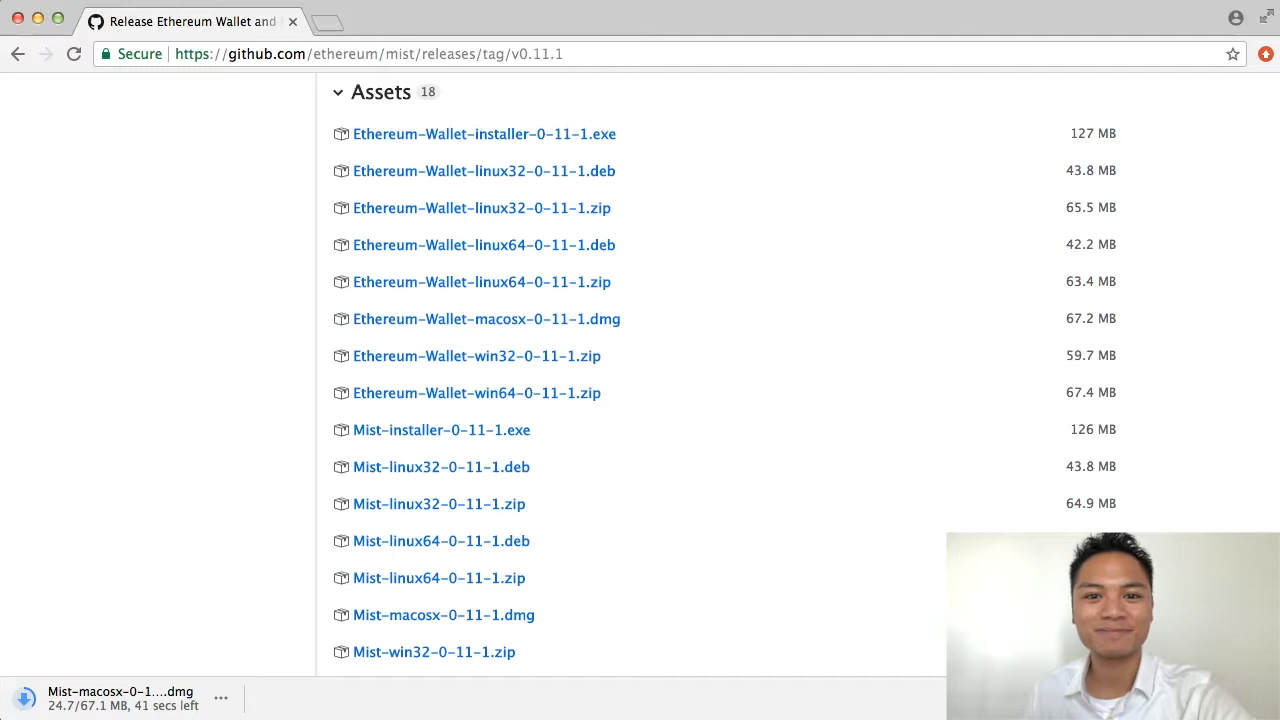 Release Ethereum Wallet and
Secure https://github.com/ethereum/mist/releases/tag/v0.11.1
Assets 18
Ethereum-Wallet-installer-0-11-1.exe 127 MB
Ethereum-Wallet-linux32-0-11-1.deb 43.8 MB
Ethereum-Wallet-linux32-0-11-1.zip 65.5 MB
Ethereum-Wallet-linux64-0-11-1.deb 42.2 MB
Ethereum-Wallet-linux64-0-11-1.zip 63.4 MB
Ethereum-Wallet-macosx-0-11-1.dmg 67.2 MB
Ethereum-Wallet-win32-0-11-1.zip 59.7 MB
Ethereum-Wallet-win64-0-11-1.zip 67.4 MB
Mist-installer-0-11-1.exe 126 MB
Mist-linux32-0-11-1.deb 43.8 MB
Mist-linux32-0-11-1.zip 64.9 MB
Mist-linux64-0-11-1.deb
Mist-linux64-0-11-1.zip
Mist-macosx-0-11-1.dmg
Mist-win32-0-11-1.zip
Mist-macosx-0-1....dmg
24.7/67.1 MB, 41 secs left